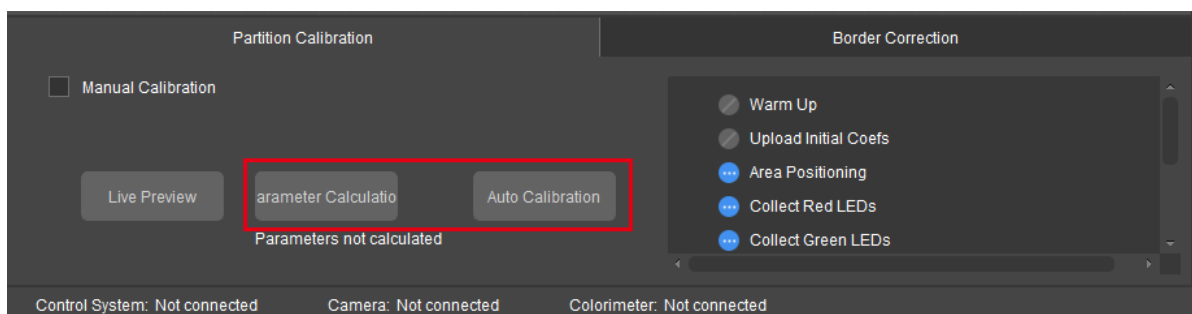 Partition Calibration
Border Correction
Manual Calibration
Live Preview
arameter Calculatio
Auto Calibration
Parameters not calculated
Warm Up
Upload Initial Coefs
Area Positioning
Collect Red LEDs
Collect Green LEDs
Control System: Not connected
Camera: Not connected
Colorimeter: Not connected